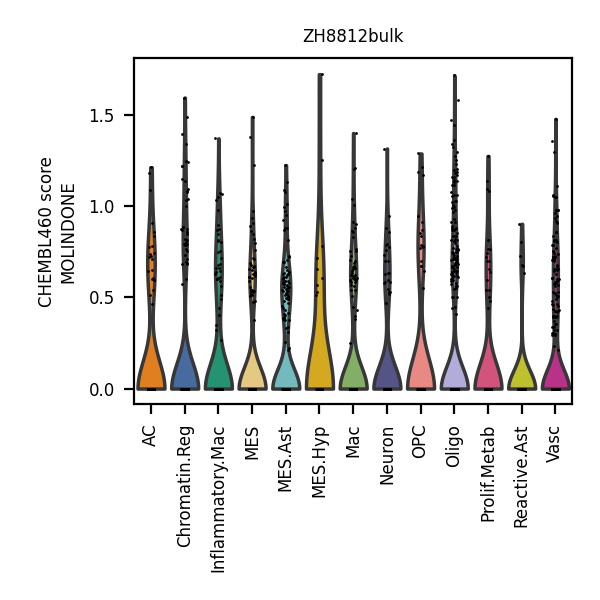 ZH8812bulk
CHEMBL460 score
MOLINDONE
1.5
1.0
0.5
0.0
AC
Chromatin.Reg
Inflammatory.Mac
MES
MES.Ast
MES.Hyp
Mac
Neuron
OPC
Oligo
Prolif.Metab
Reactive.Ast
Vasc